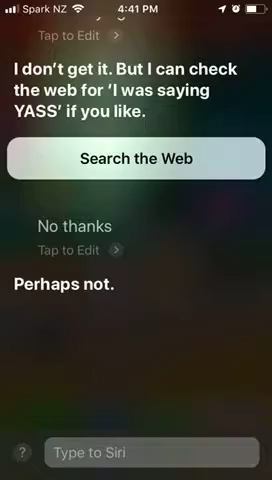 Spark NZ 4:41 PM
Tap to Edit
I don't get it. But I can check
the web for 'I was saying
YASS' if you like.
Search the Web
No thanks
Tap to Edit
Perhaps not.
? Type to Siri